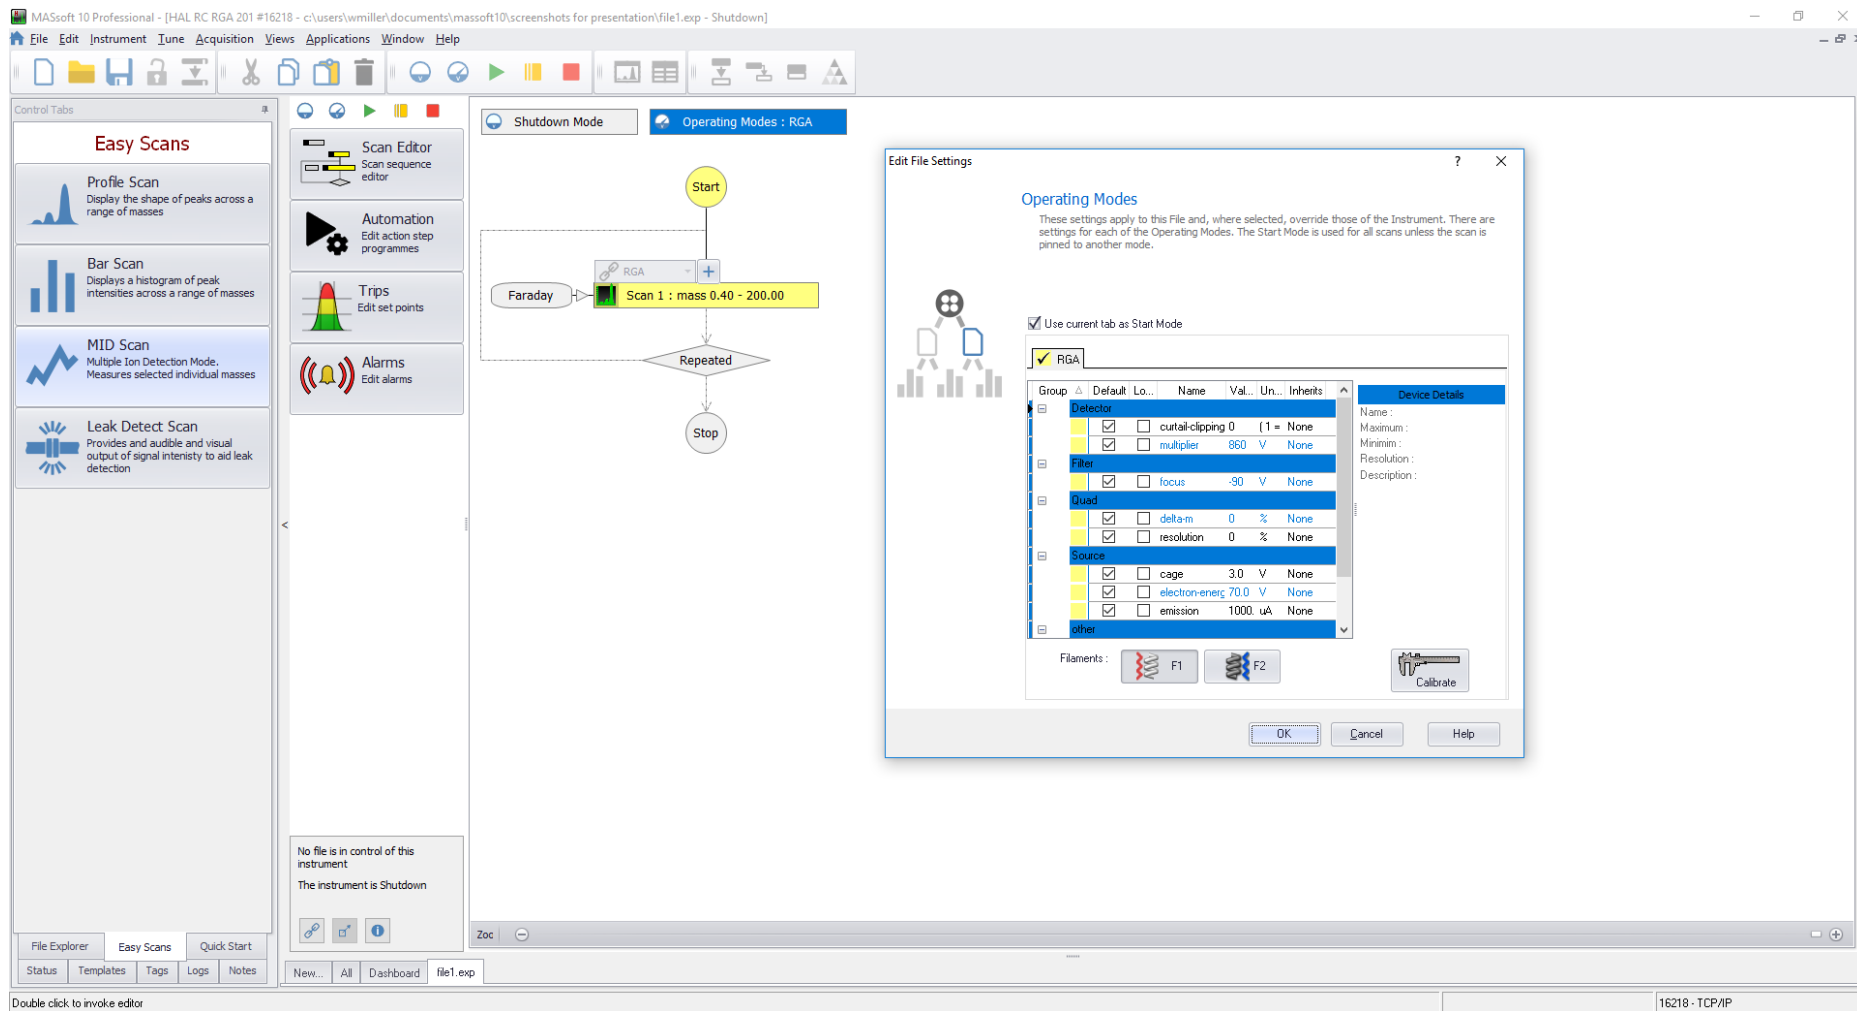 MASsoft 10 Professional - [HAL RC RGA 201 #16218 - c:\users\wmiller\documents\massoft10\screenshots for presentation\file1.exp - Shutdown]
File Edit Instrument Tune Acquisition Views Applications Window Help
Control Tabs
Easy Scans
Profile Scan
Display the shape of peaks across a
range of masses
Bar Scan
Displays a histogram of peak
intensities across a range of masses
MID Scan
Multiple Ion Detection Mode.
Measures selected individual masses
Leak Detect Scan
Provides and audible and visual
output of signal intenisty to aid leak
detection
File Explorer Easy Scans Quick Start
Status Templates Tags Logs Notes
Scan Editor
Scan sequence
editor
Automation
Edit action step
programmes
Trips
Edit set points
Alarms
Edit alarms
No file is in control of this
instrument
The instrument is Shutdown
<
Shutdown Mode
Operating Modes : RGA
Start
RGA
+
Faraday
Scan 1 : mass 0.40 - 200.00
Repeated
Stop
Zoc
New... All Dashboard file1.exp
Edit File Settings
?
Operating Modes
These settings apply to this File and, where selected, override those of the Instrument. There are
settings for each of the Operating Modes. The Start Mode is used for all scans unless the scan is
pinned to another mode.
Use current tab as Start Mode
RGA
Group Default Lo... Name Val... Un... Inherits
Detector
curtail-clipping 0 ( 1 = None
multiplier 860 V None
Filter
focus -90 V None
Quad
delta-m 0 % None
resolution 0 % None
Source
cage 3.0 V None
electron-energ 70.0 V None
emission 1000. uA None
other
Device Details
Name :
Maximum :
Minimim :
Resolution :
Description :
Filaments : F1 F2
Calibrate
OK Cancel Help
Double click to invoke editor
16218 - TCP/IP